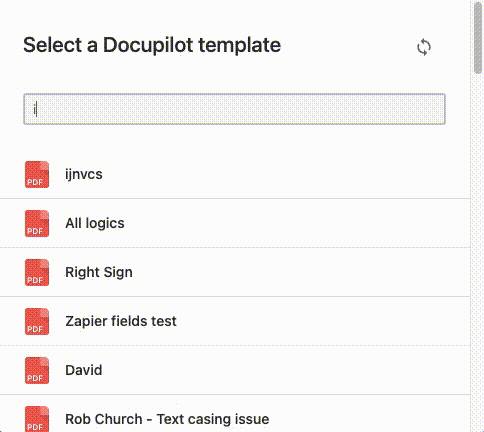 Select a Docupilot template
i
PDF ijnvcs
PDF All logics
PDF Right Sign
PDF Zapier fields test
PDF David
PDF Rob Church - Text casing issue